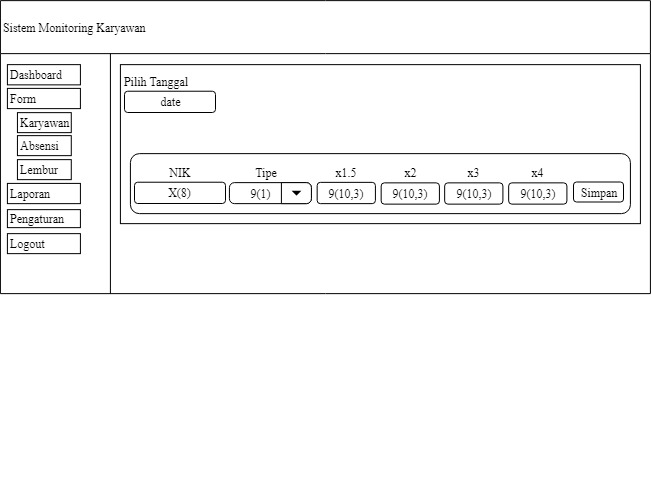 Sistem Monitoring Karyawan
Dashboard
Form
Karyawan
Absensi
Lembur
Laporan
Pengaturan
Logout
Pilih Tanggal
date
NIK Tipe x1.5 x2 x3 x4
X(8) 9(1) 9(10,3) 9(10,3) 9(10,3) 9(10,3) Simpan